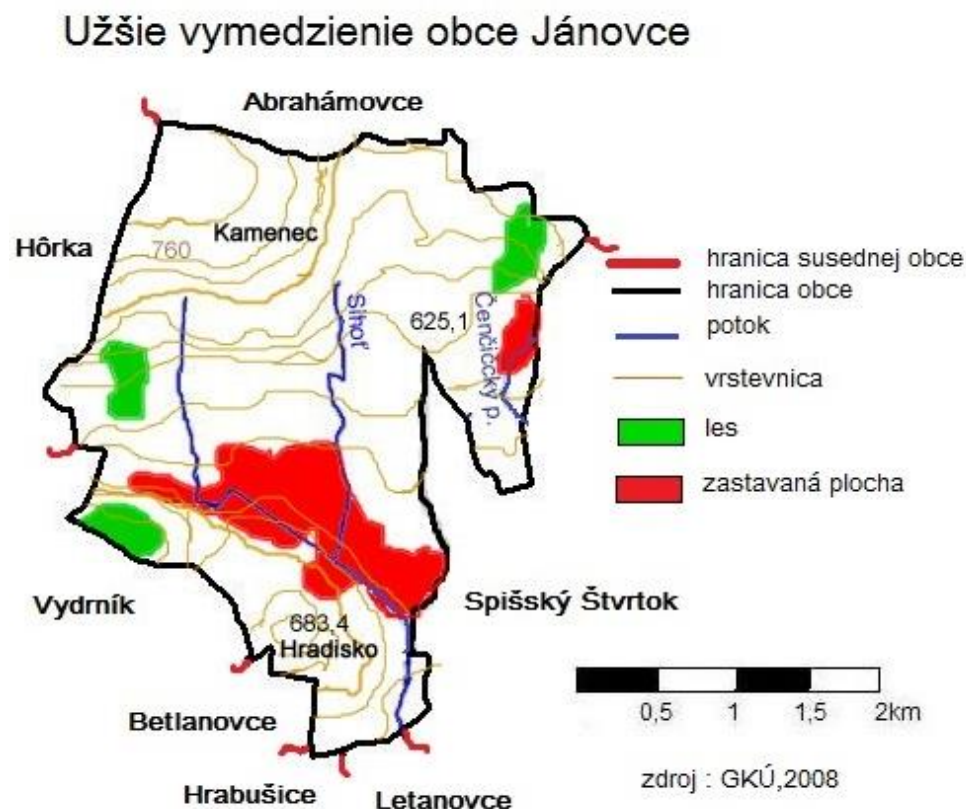 Užšie vymedzienie obce Jánovce
Abrahámovce
Kamenec
Hôrka
760
Sihoť
625,1
Čenčiccky p.
hranica susednej obce
hranica obce
potok
vrstevnica
les
zastavaná plocha
Vydrník
Spišský Štvrtok
683,4
Hradisko
Betlanovce
Hrabušice
Letanovce
0,5 1 1,5 2km
zdroj : GKÚ,2008